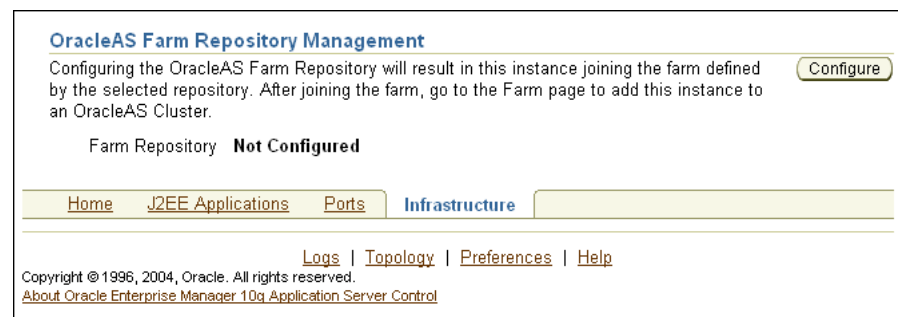 OracleAS Farm Repository Management
Configuring the OracleAS Farm Repository will result in this instance joining the farm defined
by the selected repository. After joining the farm, go to the Farm page to add this instance to
an OracleAS Cluster.
Configure
Farm Repository Not Configured
Home J2EE Applications Ports Infrastructure
Logs | Topology | Preferences | Help
Copyright © 1996, 2004, Oracle. All rights reserved.
About Oracle Enterprise Manager 10g Application Server Control